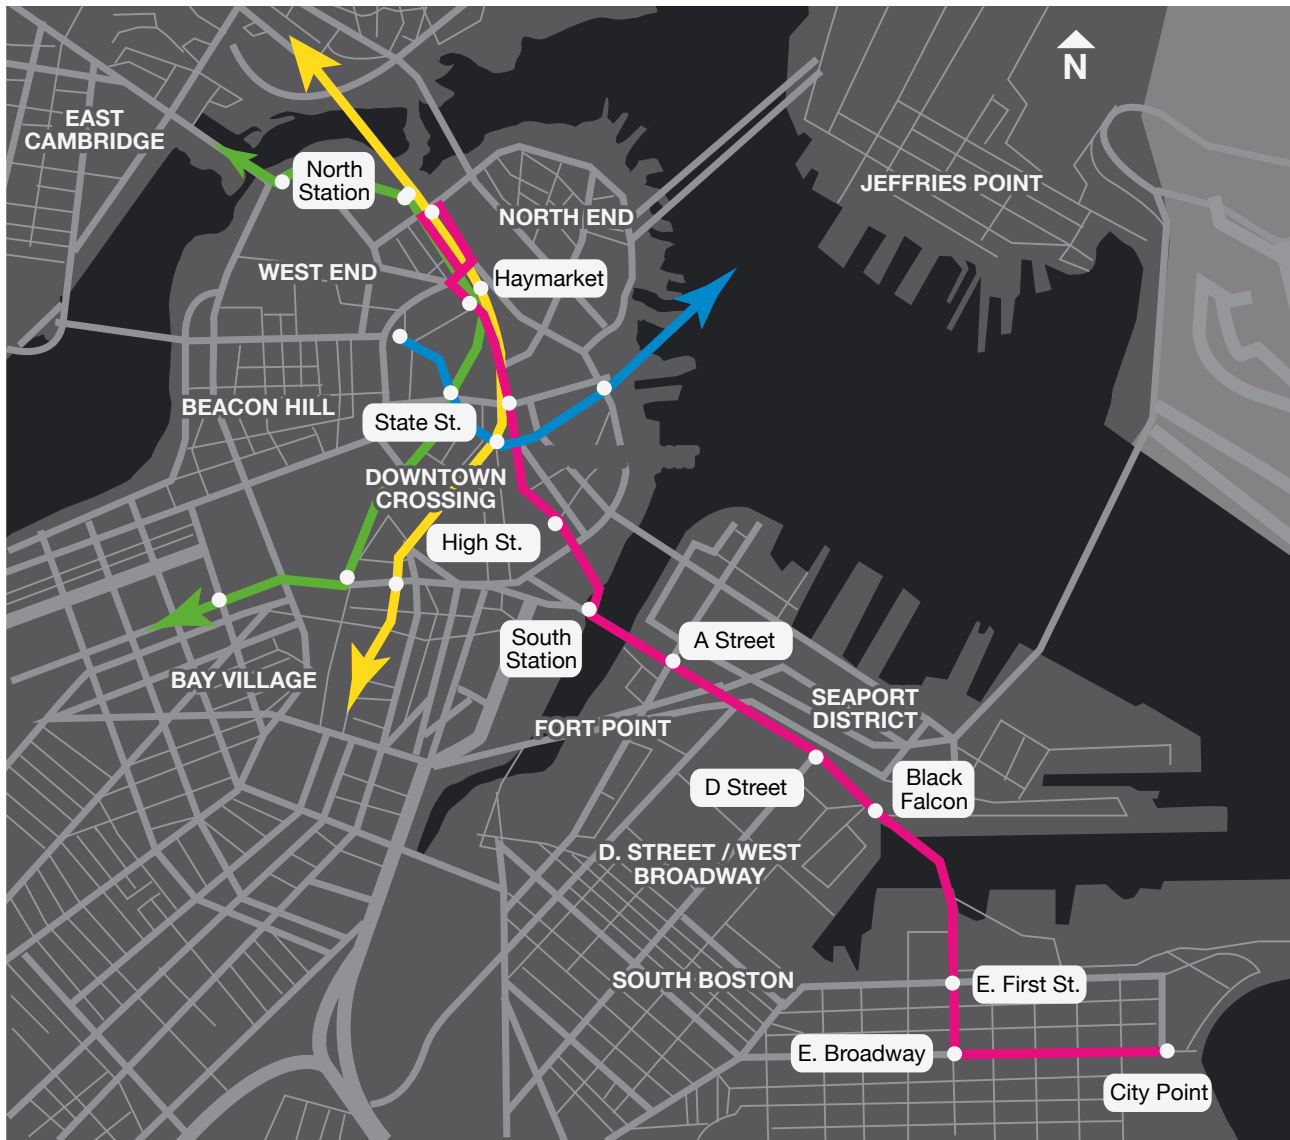 N
EAST
CAMBRIDGE
North
Station
JEFFRIES POINT
NORTH END
WEST END
Haymarket
BEACON HILL
State St.
DOWNTOWN
CROSSING
High St.
South
Station
A Street
BAY VILLAGE
SEAPORT
DISTRICT
FORT POINT
D Street
Black
Falcon
D. STREET / WEST
BROADWAY
SOUTH BOSTON
E. First St.
E. Broadway
City Point